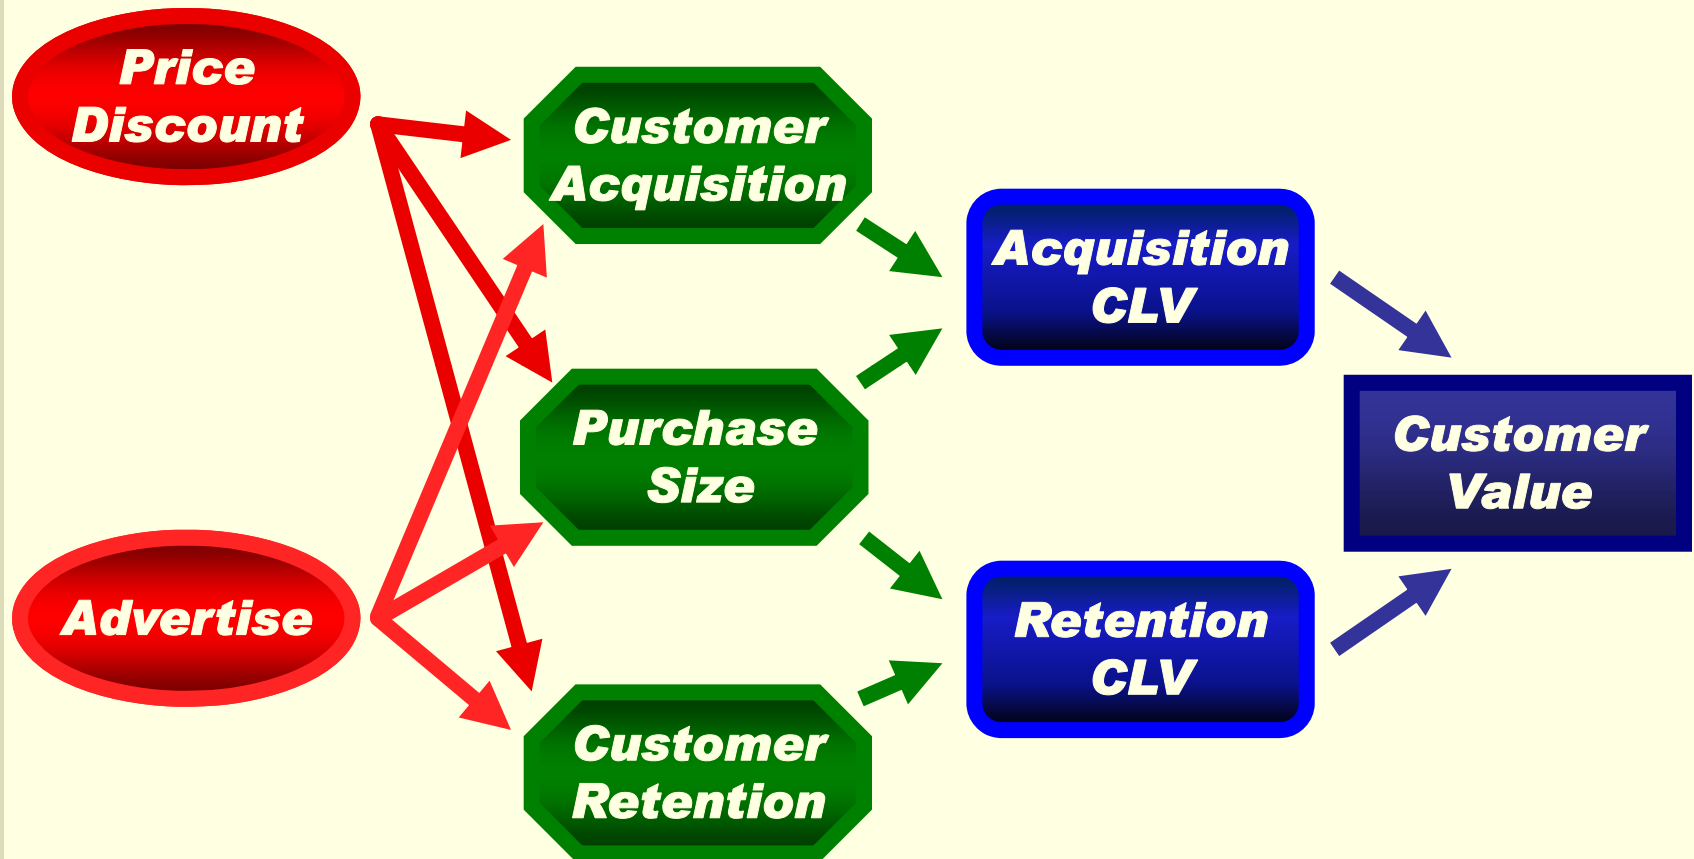 Price
Discount
Customer
Acquisition
Acquisition
CLV
Purchase
Size
Customer
Value
Advertise
Retention
CLV
Customer
Retention